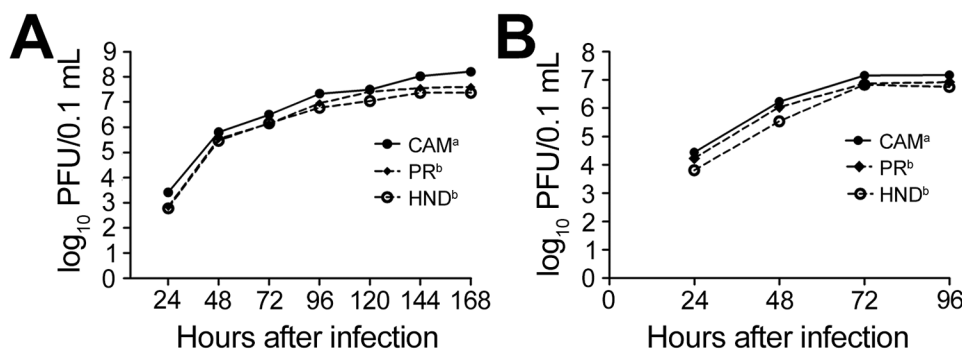 A
log₁₀ PFU/0.1 mL
9
8
7
6
5
4
3
2
1
0
CAMᵃ
PRᵇ
HNDᵇ
24 48 72 96 120 144 168
Hours after infection
B
log₁₀ PFU/0.1 mL
8
7
6
5
4
3
2
1
0
CAMᵃ
PRᵇ
HNDᵇ
0 24 48 72 96
Hours after infection